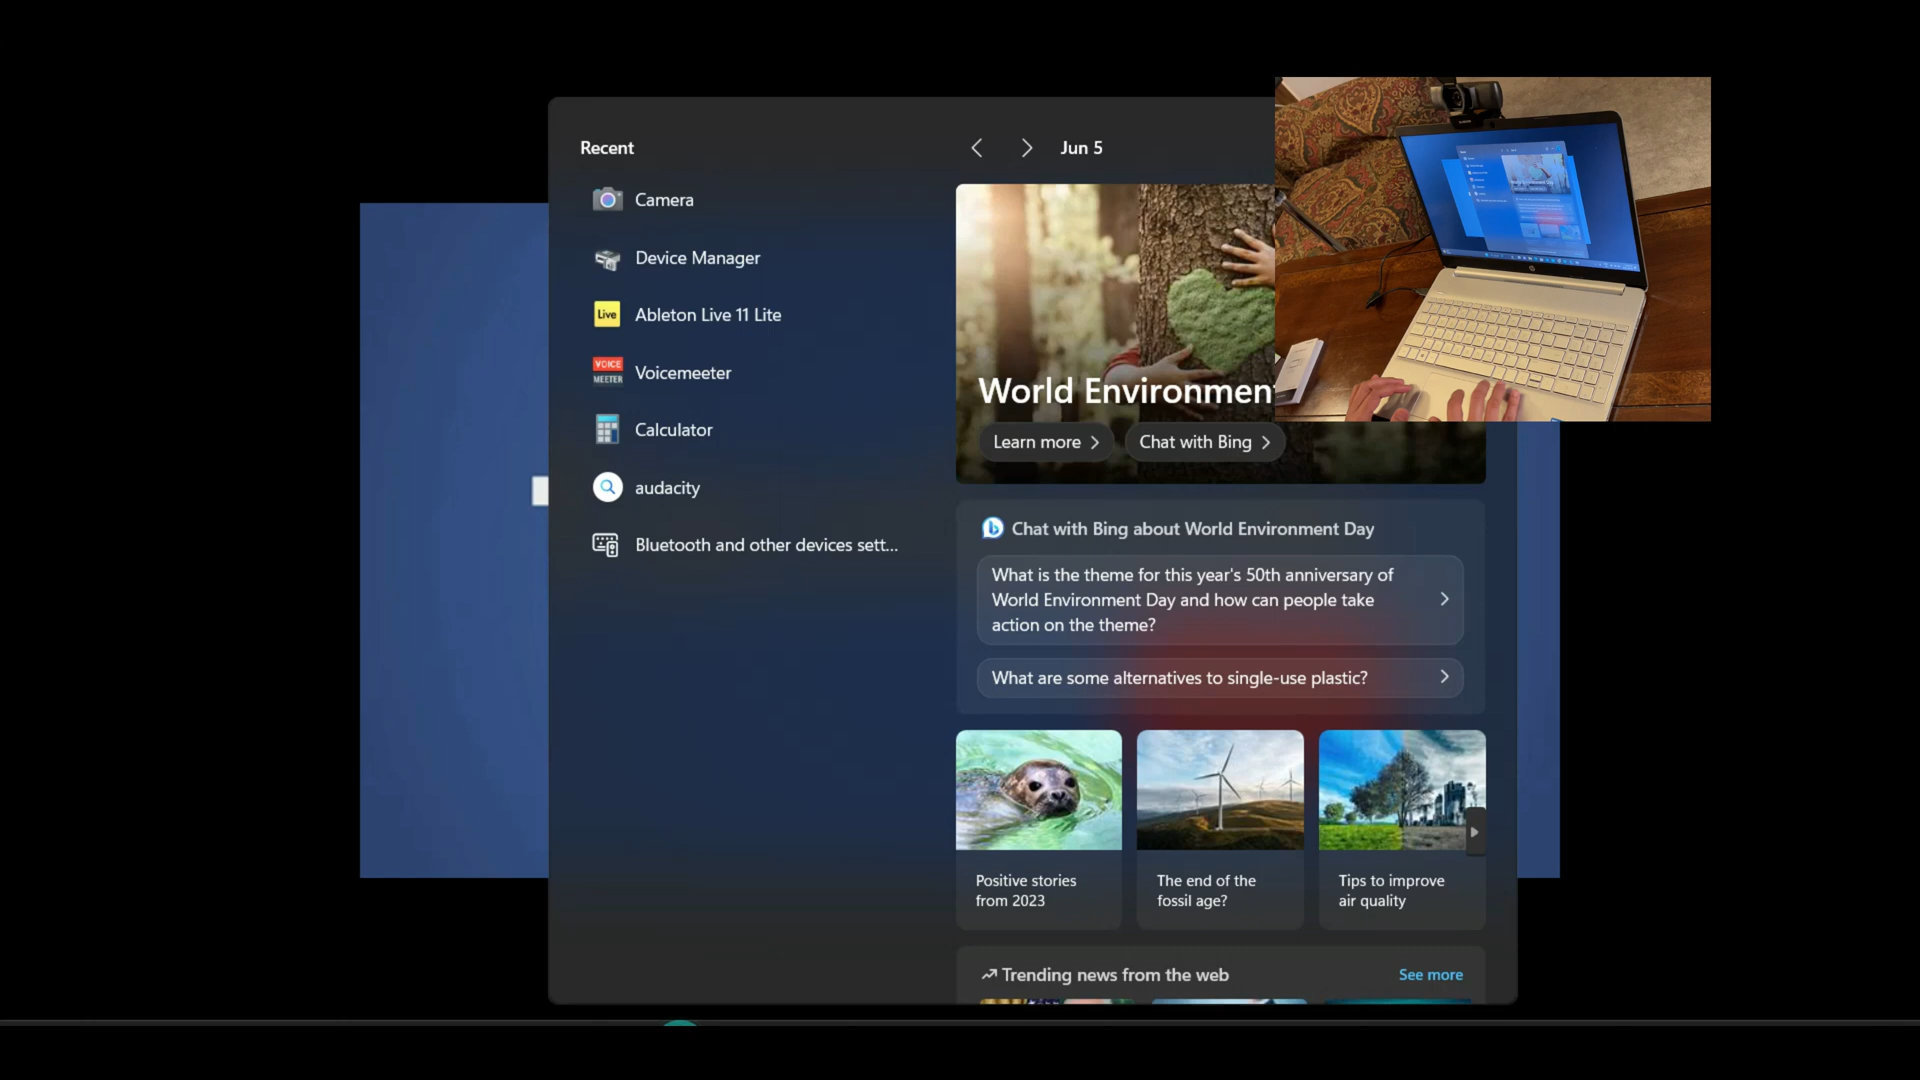 Recent
Camera
Device Manager
Live
Ableton Live 11 Lite
VOICE
MEETER
Voicemeeter
Calculator
audacity
Bluetooth and other devices sett...
Jun 5
World Environmen
Learn more
Chat with Bing
Chat with Bing about World Environment Day
What is the theme for this year's 50th anniversary of
World Environment Day and how can people take
action on the theme?
What are some alternatives to single-use plastic?
Positive stories
from 2023
The end of the
fossil age?
Tips to improve
air quality
Trending news from the web
See more